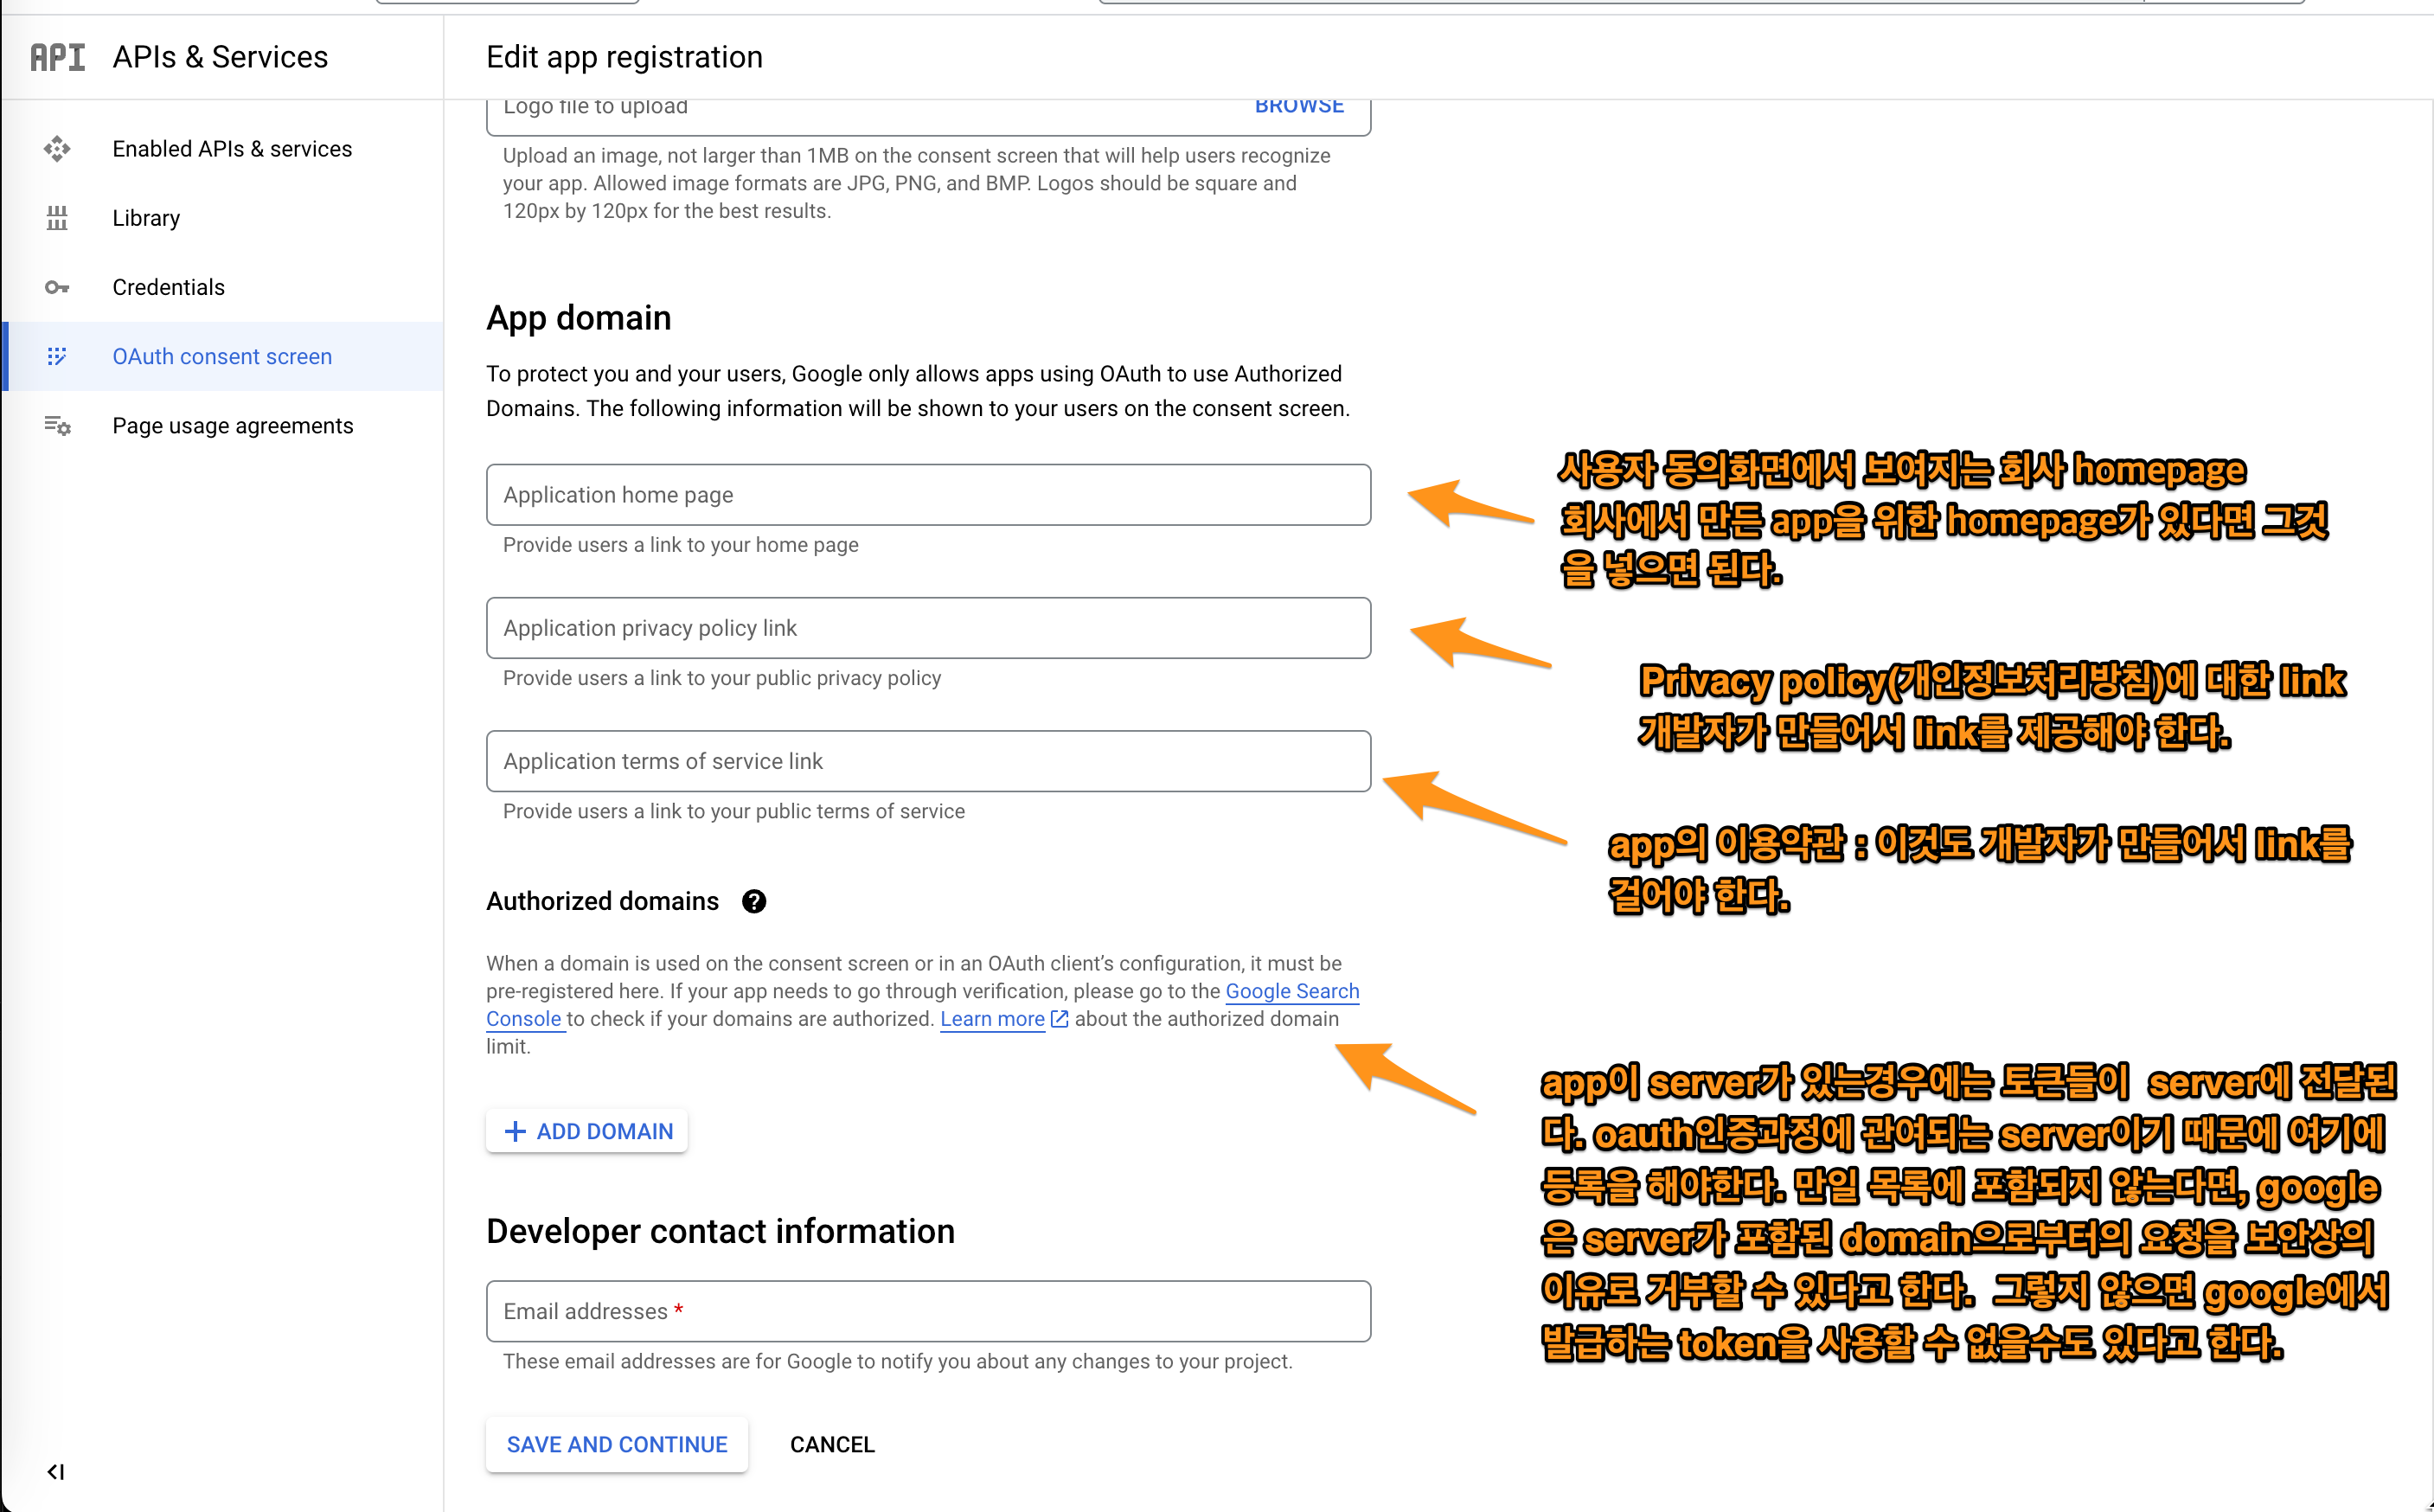 API APIs & Services
Edit app registration
Logo file to upload
BROWSE
Upload an image, not larger than 1MB on the consent screen that will help users recognize
your app. Allowed image formats are JPG, PNG, and BMP. Logos should be square and
120px by 120px for the best results.
Enabled APIs & services
Library
Credentials
OAuth consent screen
Page usage agreements
App domain
To protect you and your users, Google only allows apps using OAuth to use Authorized
Domains. The following information will be shown to your users on the consent screen.
Application home page
Provide users a link to your home page
사용자 동의화면에서 보여지는 회사 homepage
회사에서 만든 app을 위한 homepage가 있다면 그것
을 넣으면 된다.
Application privacy policy link
Provide users a link to your public privacy policy
Privacy policy(개인정보처리방침)에 대한 link
개발자가 만들어서 link를 제공해야 한다.
Application terms of service link
Provide users a link to your public terms of service
app의 이용약관 : 이것도 개발자가 만들어서 link를
걸어야 한다.
Authorized domains
When a domain is used on the consent screen or in an OAuth client’s configuration, it must be
pre-registered here. If your app needs to go through verification, please go to the Google Search
Console to check if your domains are authorized. Learn more about the authorized domain
limit.
app이 server가 있는경우에는 토큰들이 server에 전달된
다. oauth인증과정에 관여되는 server이기 때문에 여기에
등록을 해야한다. 만일 목록에 포함되지 않는다면, google
은 server가 포함된 domain으로부터의 요청을 보안상의
이유로 거부할 수 있다고 한다. 그렇지 않으면 google에서
발급하는 token을 사용할 수 없을수도 있다고 한다.
+ ADD DOMAIN
Developer contact information
Email addresses *
These email addresses are for Google to notify you about any changes to your project.
SAVE AND CONTINUE
CANCEL